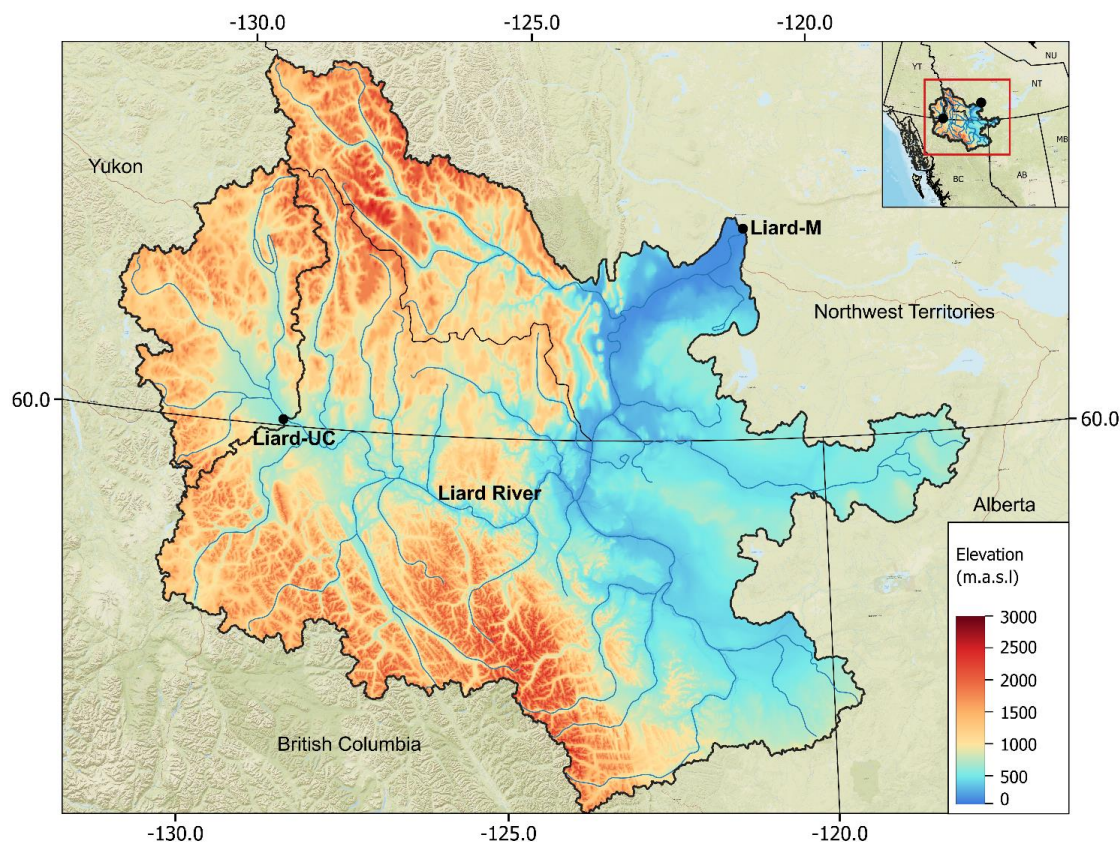 -130.0
-125.0
-120.0
YT
NU
NT
MB
BC
AB
Yukon
Liard-M
Northwest Territories
60.0
60.0
Liard-UC
Liard River
Alberta
Elevation
(m.a.s.l)
3000
2500
2000
1500
1000
500
0
British Columbia
-130.0
-125.0
-120.0